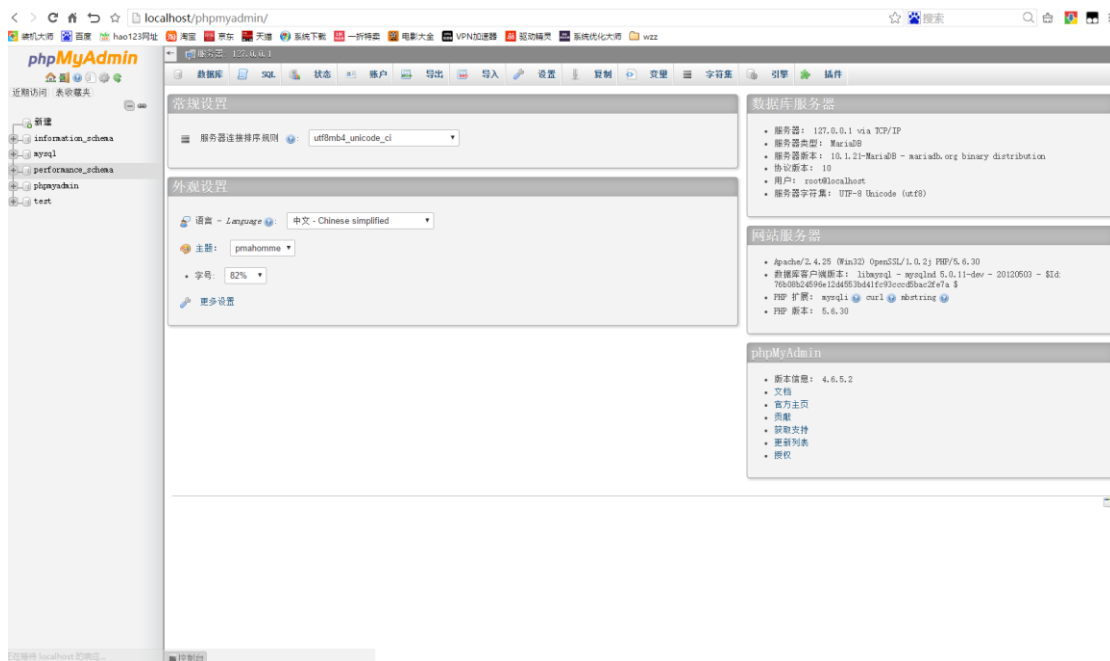 localhost/phpmyadmin/
搜索
装机大师 百度 hao123网址 淘宝 京东 天猫 系统下载 一折特卖 电影大全 VPN加速器 驱动精灵 系统优化大师 wzz
phpMyAdmin
近期访问 表收藏夹
新建
information_schema
mysql
performance_schema
phpmyadmin
test
服务器: 127.0.0.1
数据库 SQL 状态 账户 导出 导入 设置 复制 变量 字符集 引擎 插件
常规设置
服务器连接排序规则 : utf8mb4_unicode_ci
外观设置
语言 - Language : 中文 - Chinese simplified
主题: pmahomme
字号: 82%
更多设置
数据库服务器
服务器: 127.0.0.1 via TCP/IP
服务器类型: MariaDB
服务器版本: 10.1.21-MariaDB - mariadb.org binary distribution
协议版本: 10
用户: root@localhost
服务器字符集: UTF-8 Unicode (utf8)
网站服务器
Apache/2.4.25 (Win32) OpenSSL/1.0.2j PHP/5.6.30
数据库客户端版本: libmysql - mysqlnd 5.0.11-dev - 20120503 - $Id:
76b08b24596e12d4553bd41fc93cccd5bac2fe7a $
PHP 扩展: mysqli curl mbstring
PHP 版本: 5.6.30
phpMyAdmin
版本信息: 4.6.5.2
文档
官方主页
贡献
获取支持
更新列表
授权
正在等待 localhost 的响应...
控制台